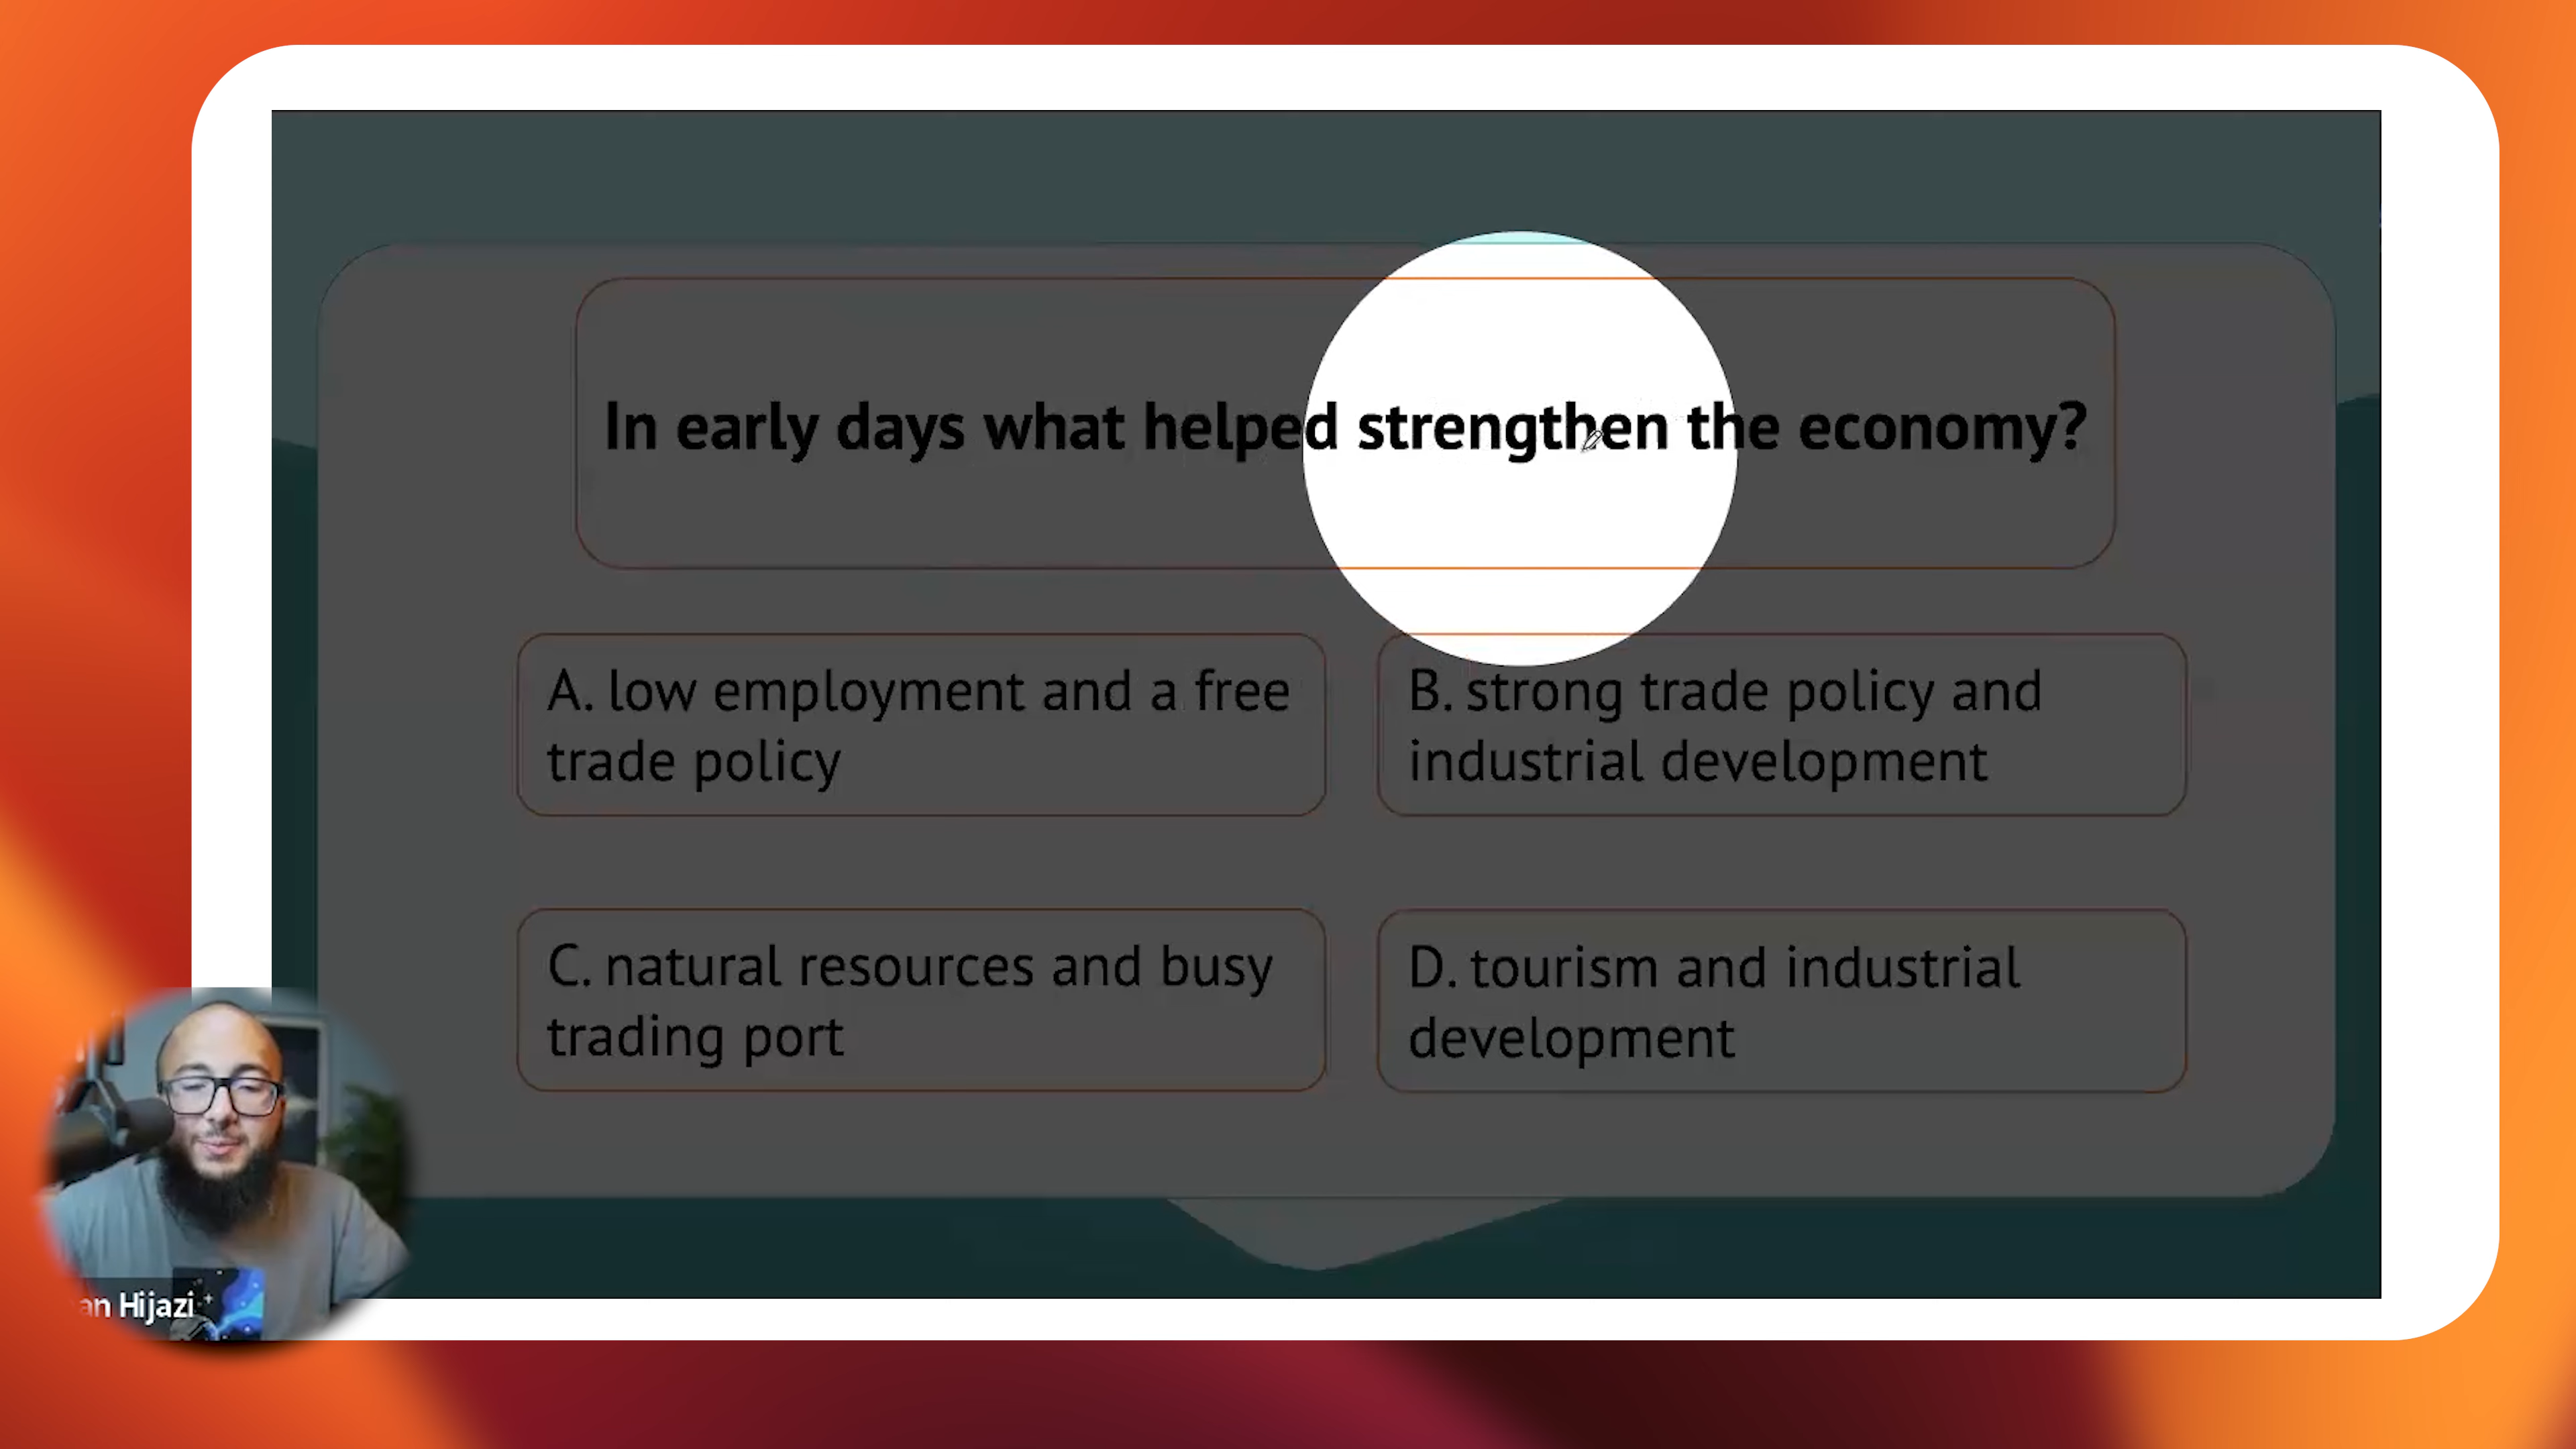 In early days what helped strengthen the economy?
A. low employment and a free
trade policy
B. strong trade policy and
industrial development
C. natural resources and busy
trading port
D. tourism and industrial
development
an Hijazi